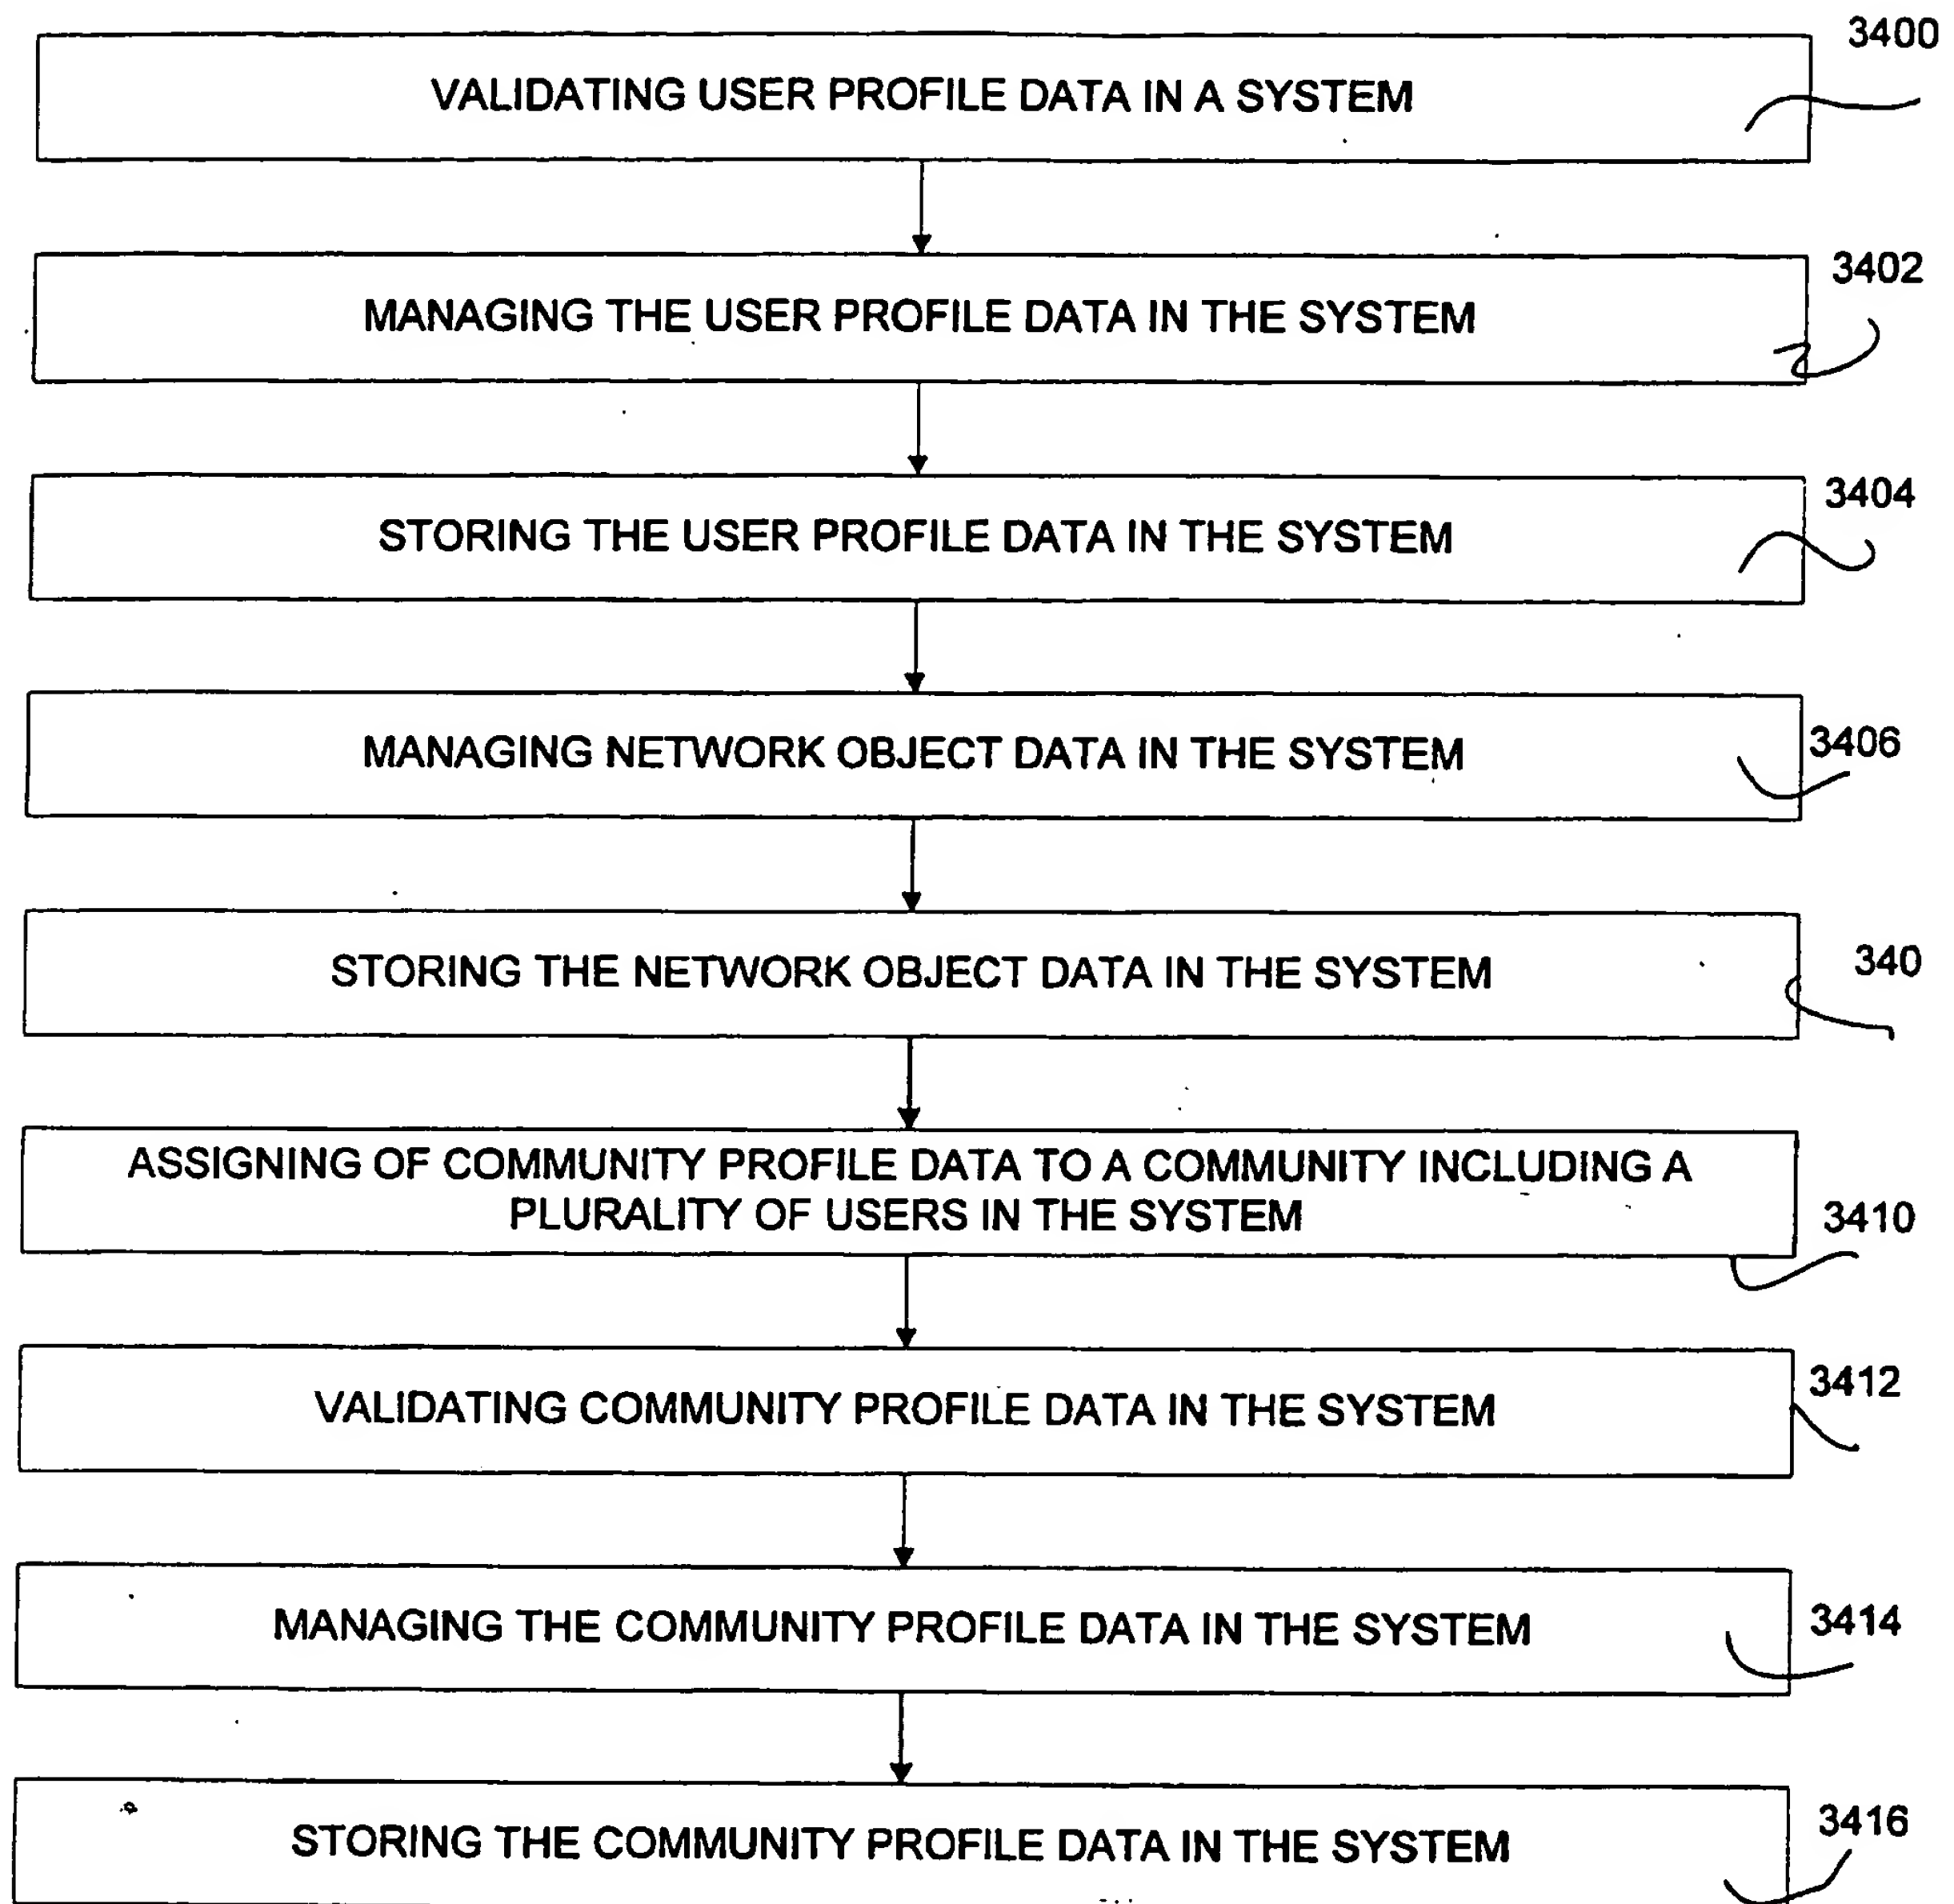 3400
VALIDATING USER PROFILE DATA IN A SYSTEM
3402
MANAGING THE USER PROFILE DATA IN THE SYSTEM
3404
STORING THE USER PROFILE DATA IN THE SYSTEM
3406
MANAGING NETWORK OBJECT DATA IN THE SYSTEM
340
STORING THE NETWORK OBJECT DATA IN THE SYSTEM
ASSIGNING OF COMMUNITY PROFILE DATA TO A COMMUNITY INCLUDING A
PLURALITY OF USERS IN THE SYSTEM
3410
3412
VALIDATING COMMUNITY PROFILE DATA IN THE SYSTEM
3414
MANAGING THE COMMUNITY PROFILE DATA IN THE SYSTEM
3416
STORING THE COMMUNITY PROFILE DATA IN THE SYSTEM